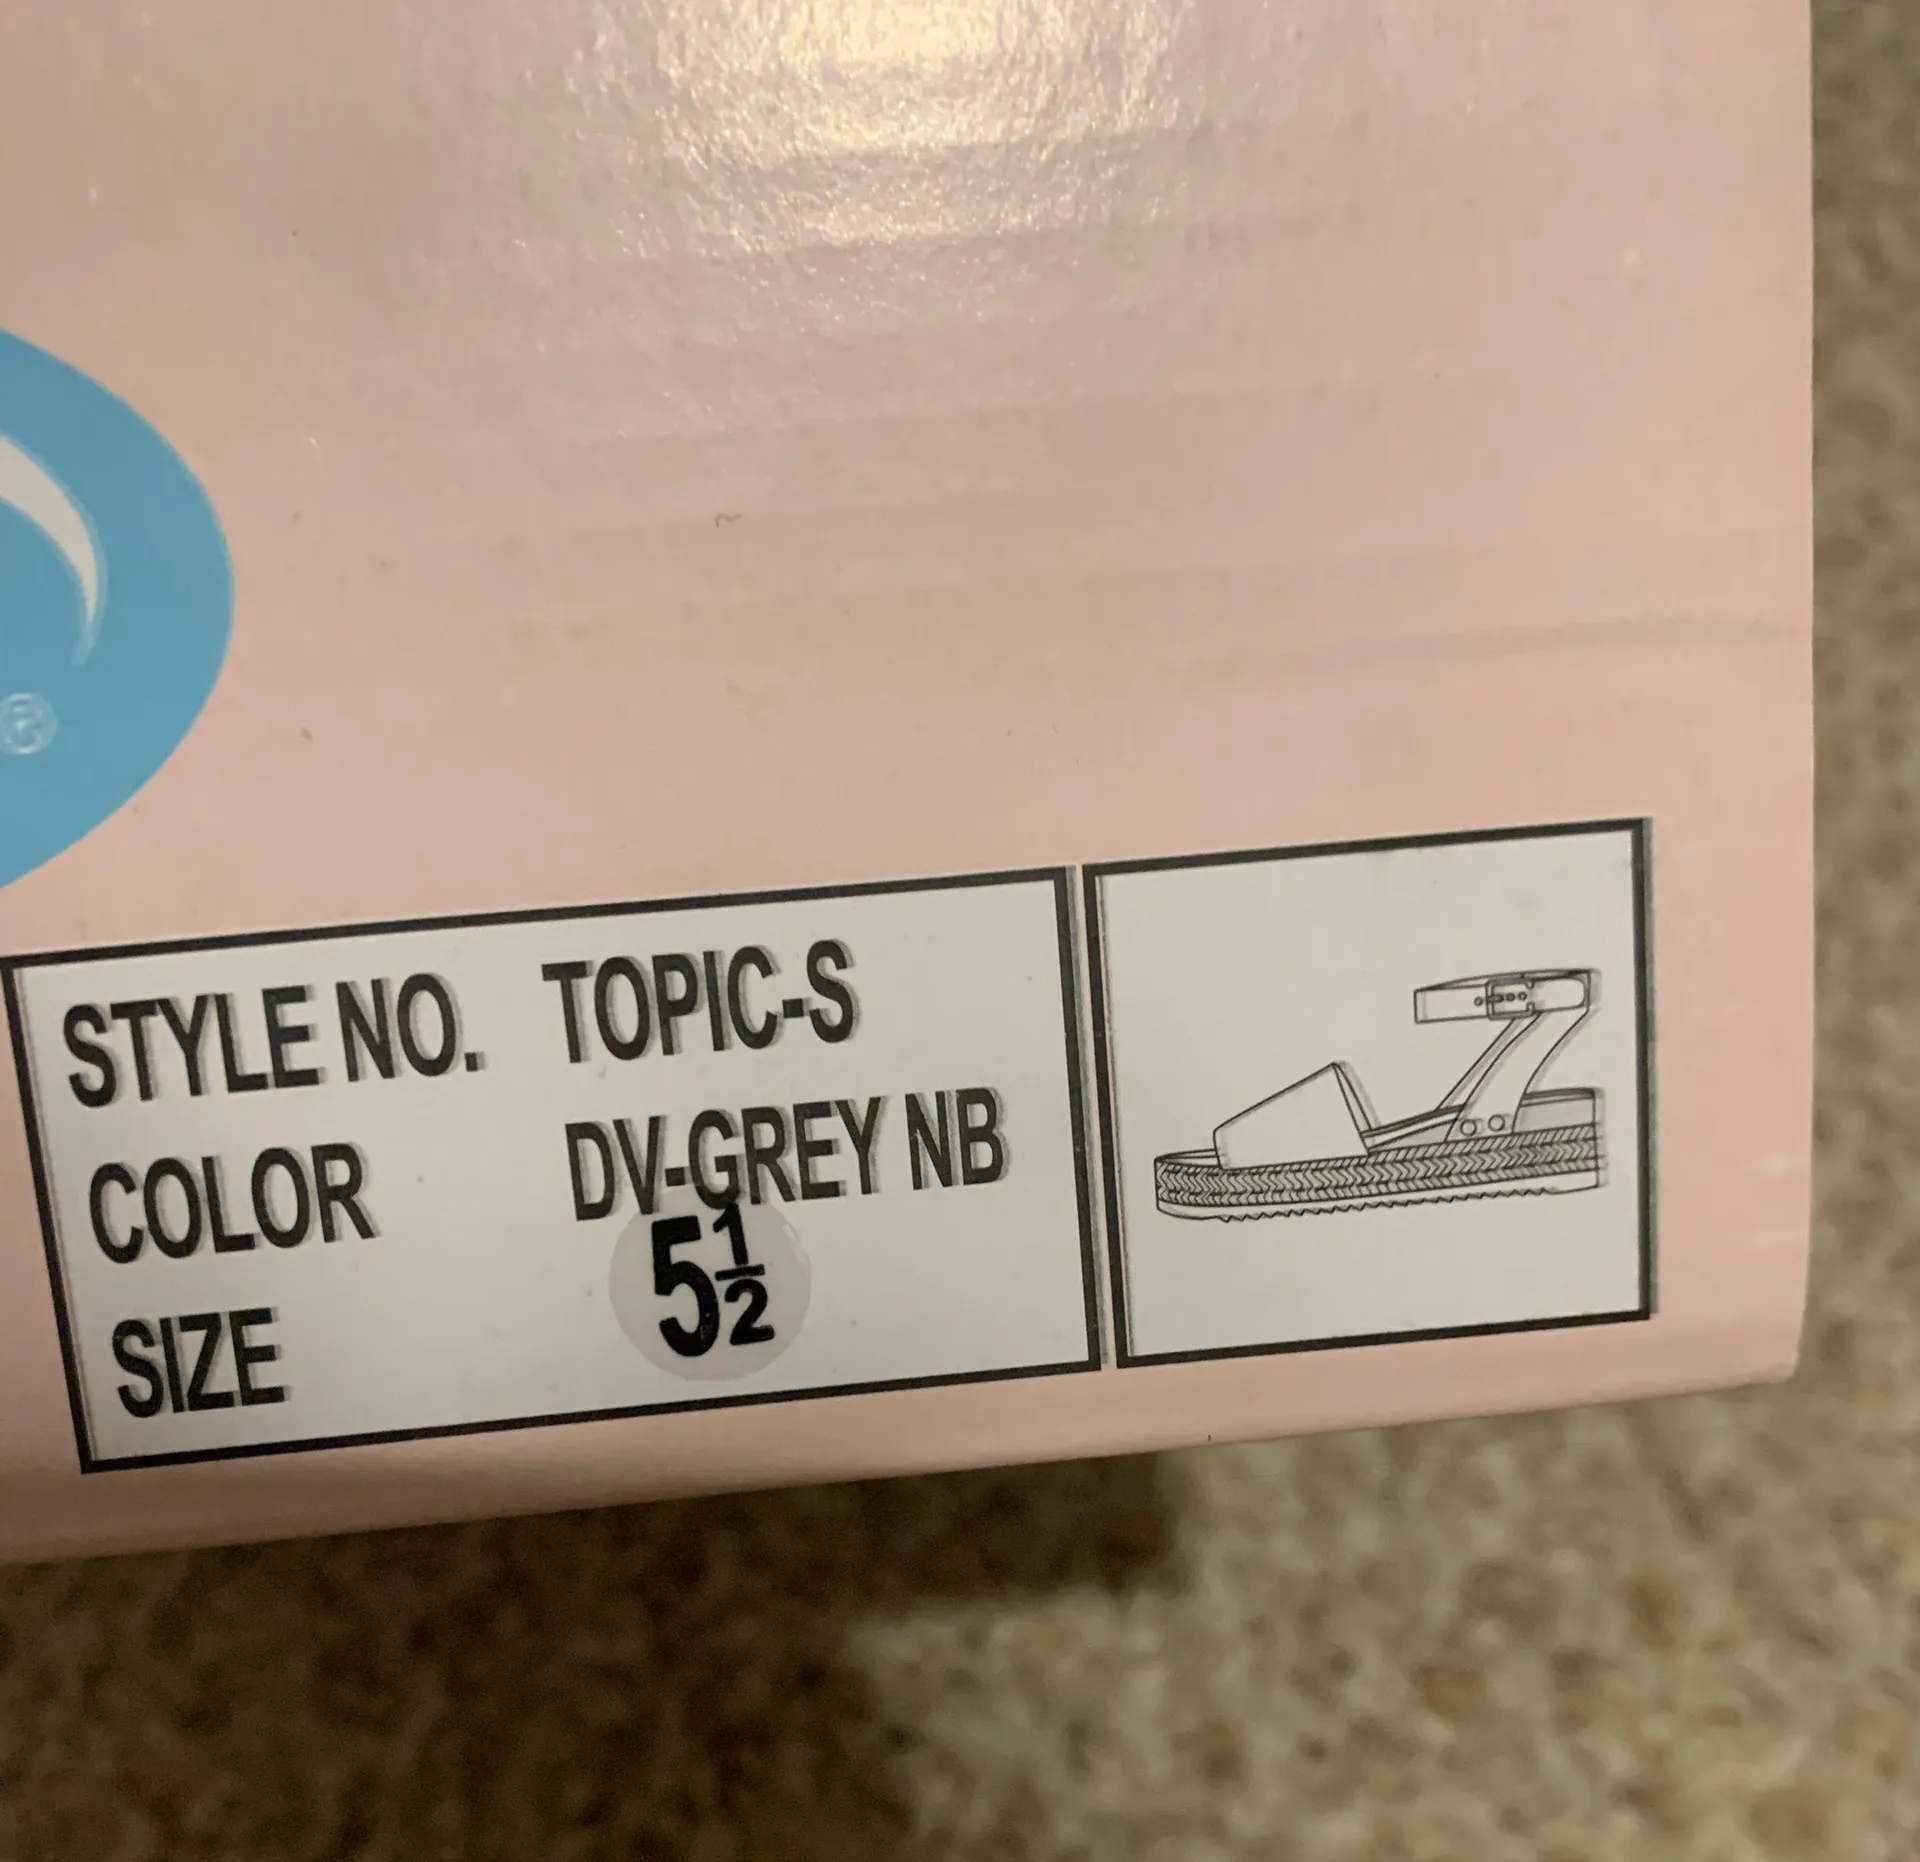 ®
STYLE NO. TOPIC-S
COLOR DV-GREY NB
SIZE 5½